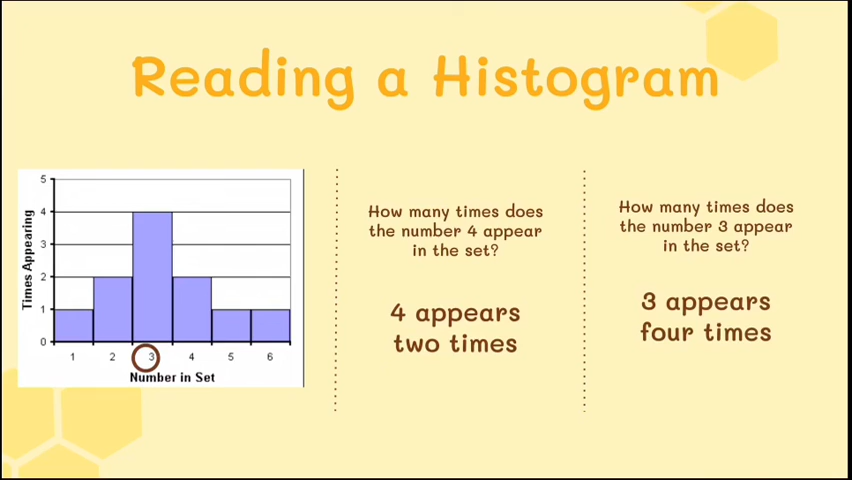 Reading a Histogram
5
4
3
2
1
0
Times Appearing
1 2 3 4 5 6
Number in Set
How many times does
the number 4 appear
in the set?
4 appears
two times
How many times does
the number 3 appear
in the set?
3 appears
four times